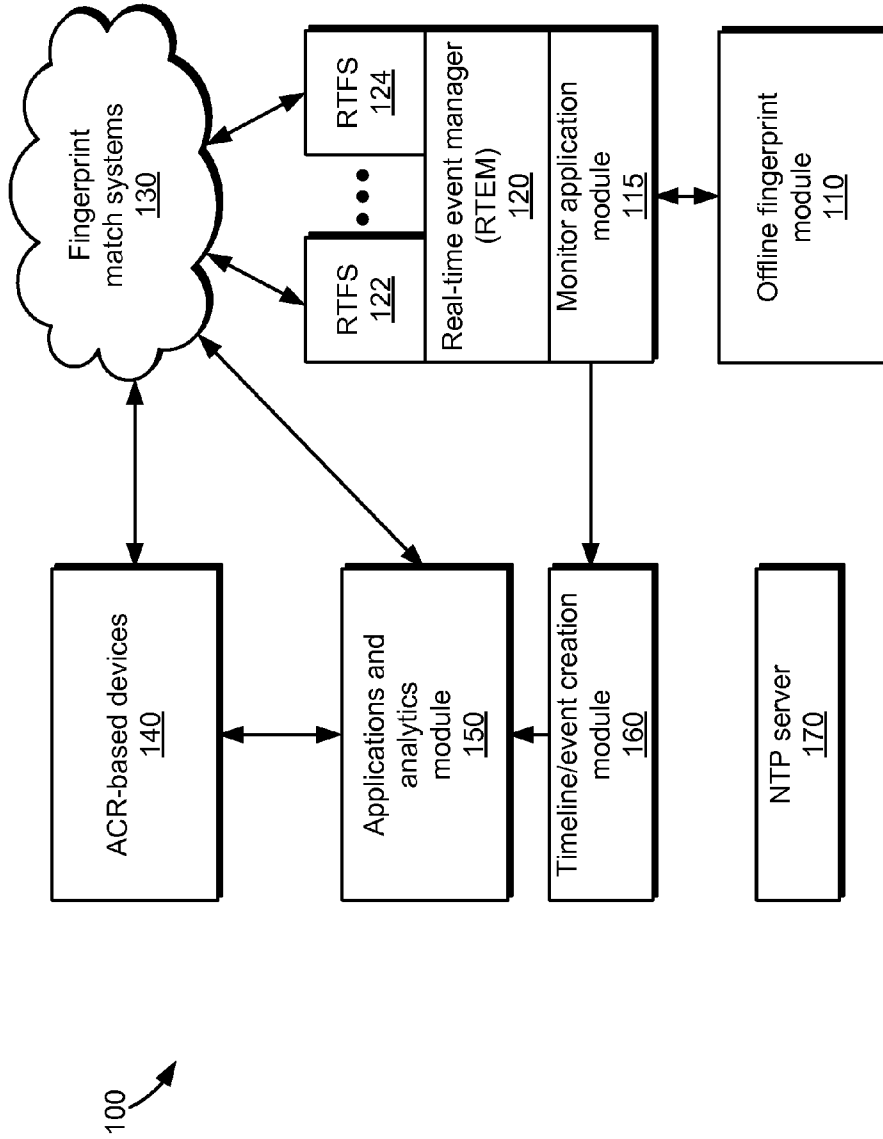 100
ACR-based devices
140
Fingerprint
match systems
130
Applications and
analytics
module
150
RTFS
122
RTFS
124
Real-time event manager
(RTEM)
120
Monitor application
module
115
Timeline/event creation
module
160
NTP server
170
Offline fingerprint
module
110